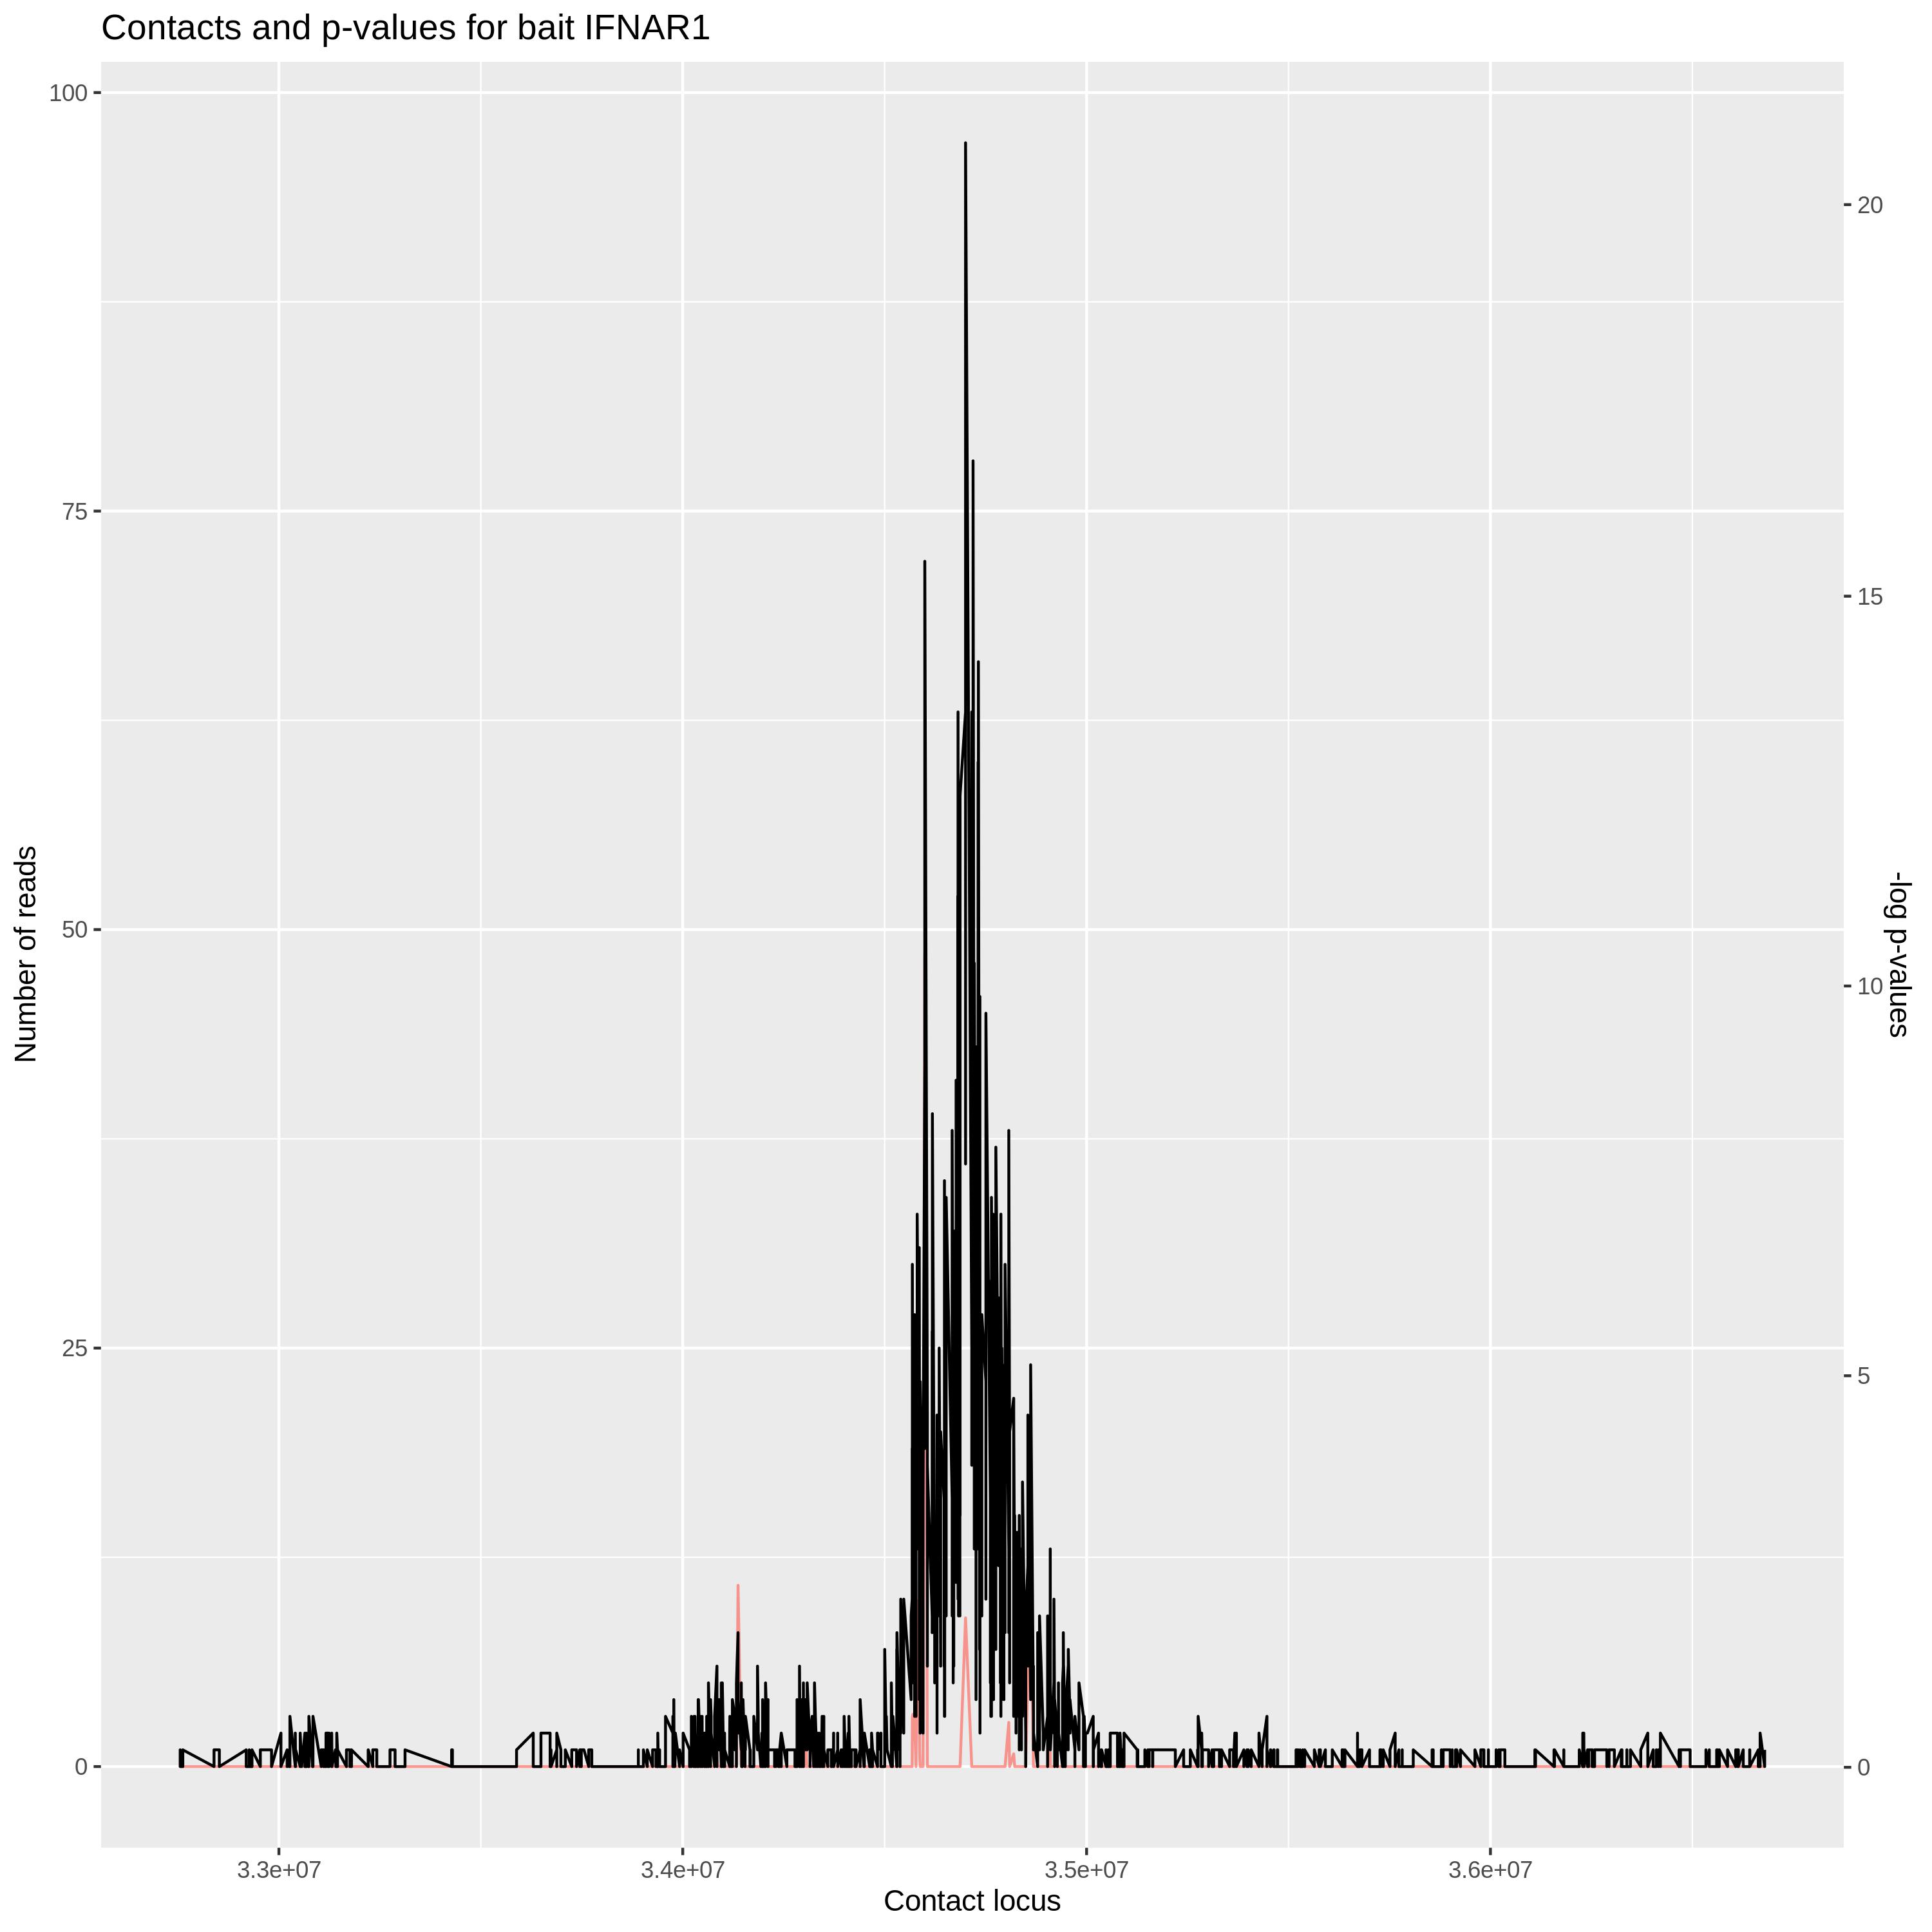 Contacts and p-values for bait IFNAR1
100
75
50
25
0
Number of reads
20
15
10
5
0
-log p-values
3.3e+07 3.4e+07 3.5e+07 3.6e+07
Contact locus